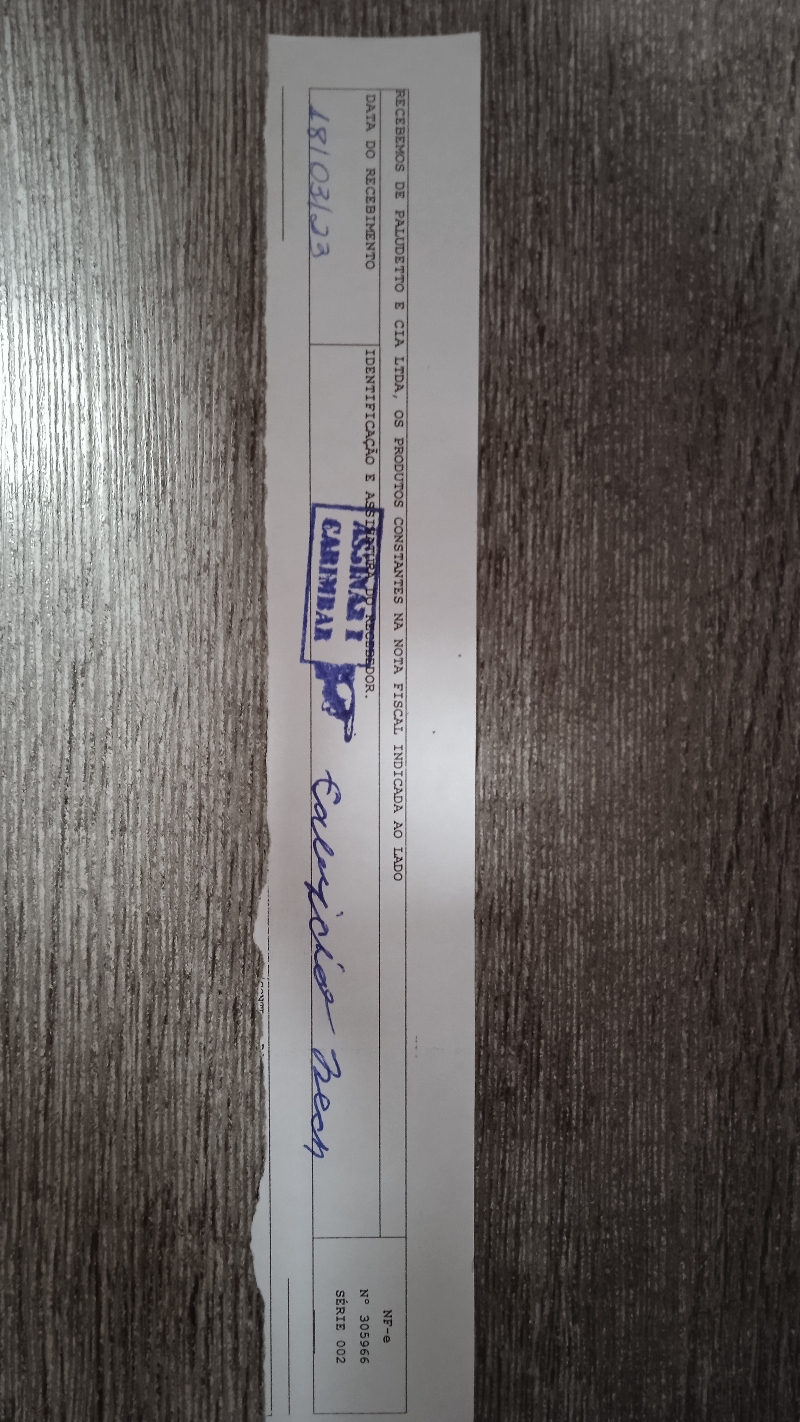 RECEBEMOS DE PALUDETTO E CIA LTDA, OS PRODUTOS CONSTANTES NA NOTA FISCAL INDICADA AO LADO
DATA DO RECEBIMENTO
18/03/23
IDENTIFICAÇÃO E ASSINATURA DO RECEBEDOR.
ASSINAR E
CARIMBAR
NF-e
Nº 305966
SÉRIE 002